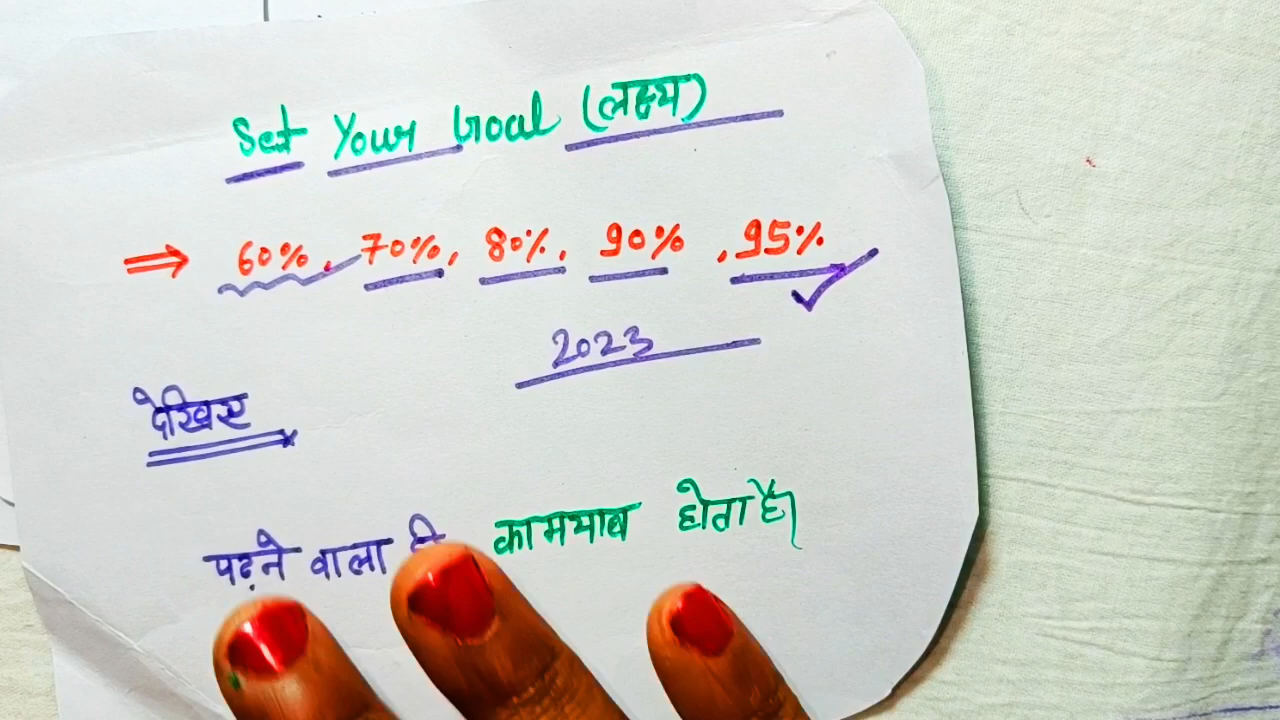 Set Your Goal (लक्ष्य)
⇒ 60%, 70%, 80%, 90%, 95%
2023
देखिए
पढ़ने वाला ही कामयाब होता है।